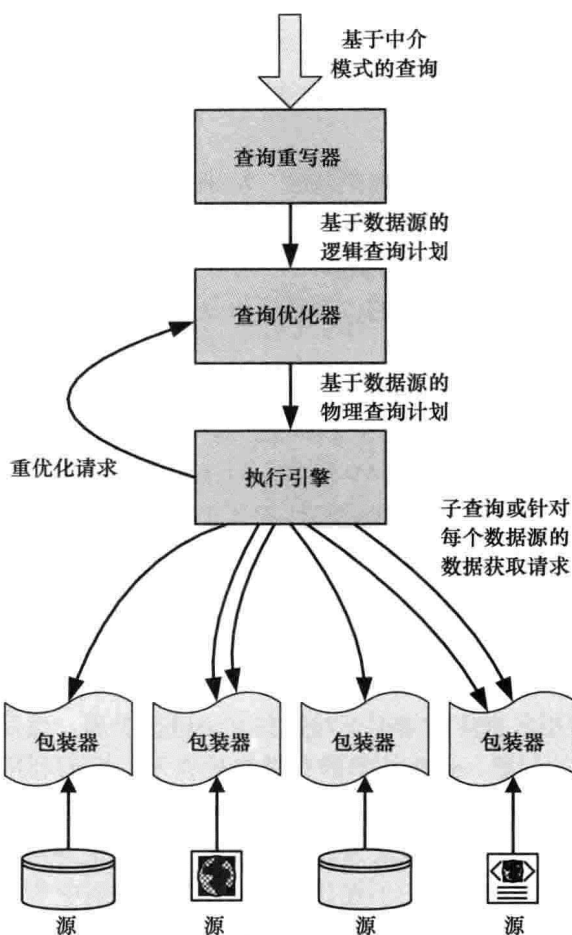 基于中介
模式的查询
查询重写器
基于数据源的
逻辑查询计划
查询优化器
基于数据源的
物理查询计划
重优化请求
执行引擎
子查询或针对
每个数据源的
数据获取请求
包装器
包装器
包装器
包装器
源
源
源
源